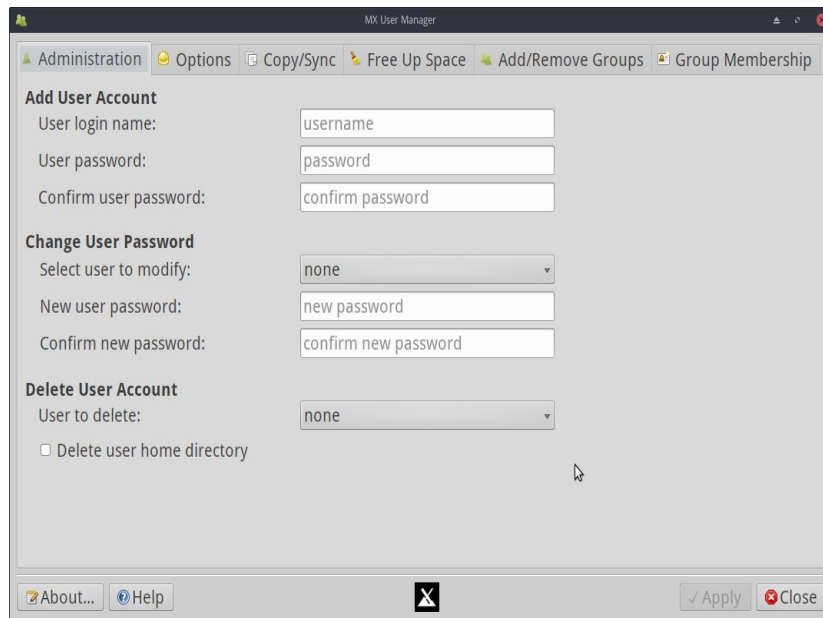 MX User Manager
Administration Options Copy/Sync Free Up Space Add/Remove Groups Group Membership
Add User Account
User login name: username
User password: password
Confirm user password: confirm password
Change User Password
Select user to modify: none
New user password: new password
Confirm new password: confirm new password
Delete User Account
User to delete: none
Delete user home directory
About... Help Apply Close